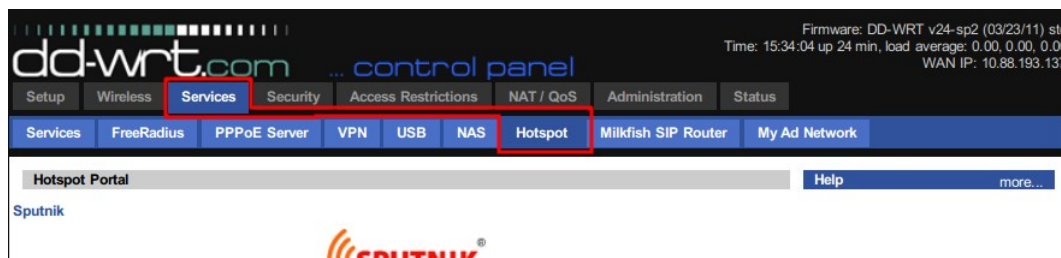 Firmware: DD-WRT v24-sp2 (03/23/11)
Time: 15:34:04 up 24 min, load average: 0.00, 0.00,
WAN IP: 10.88.193.137
dd-wrt.com ... control panel
Setup Wireless Services Security Access Restrictions NAT / QoS Administration Status
Services FreeRadius PPPoE Server VPN USB NAS Hotspot Milkfish SIP Router My Ad Network
Hotspot Portal Help more...
Sputnik
SPUTNIK®